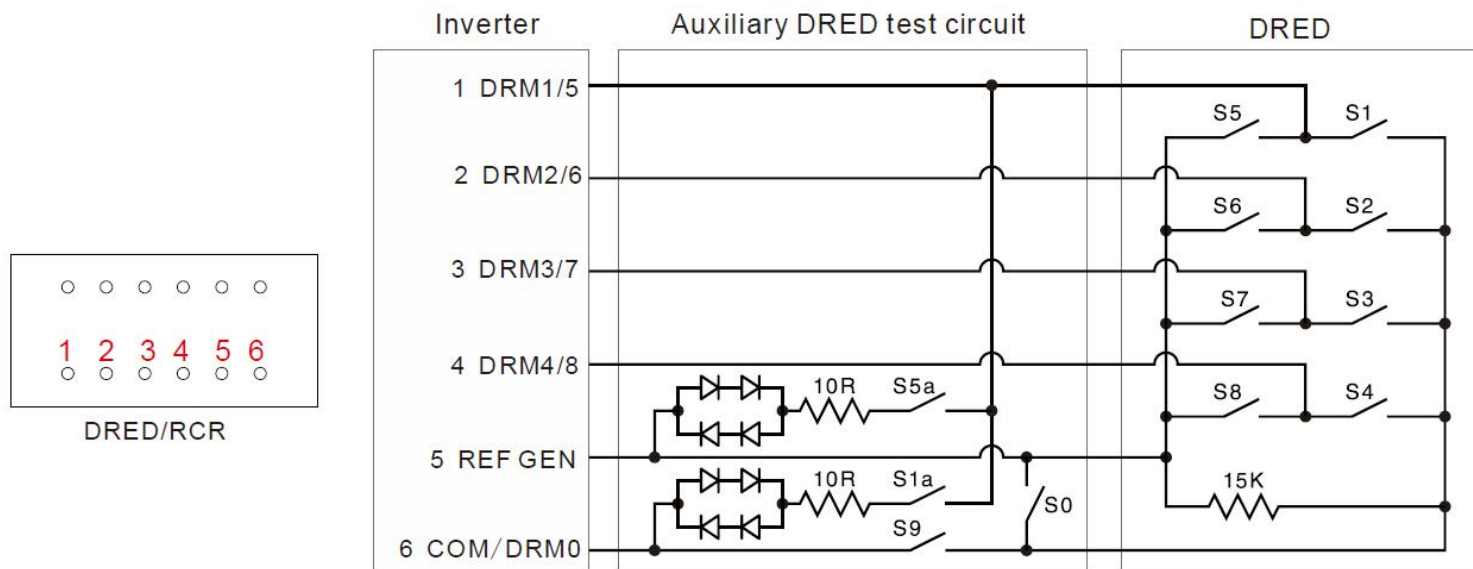 Inverter
Auxiliary DRED test circuit
DRED
1 DRM1/5
S5
S1
2 DRM2/6
S6
S2
3 DRM3/7
S7
S3
1 2 3 4 5 6
4 DRM4/8
10R
S5a
S8
S4
DRED/RCR
5 REF GEN
10R
S1a
S0
15K
S9
6 COM/DRM0